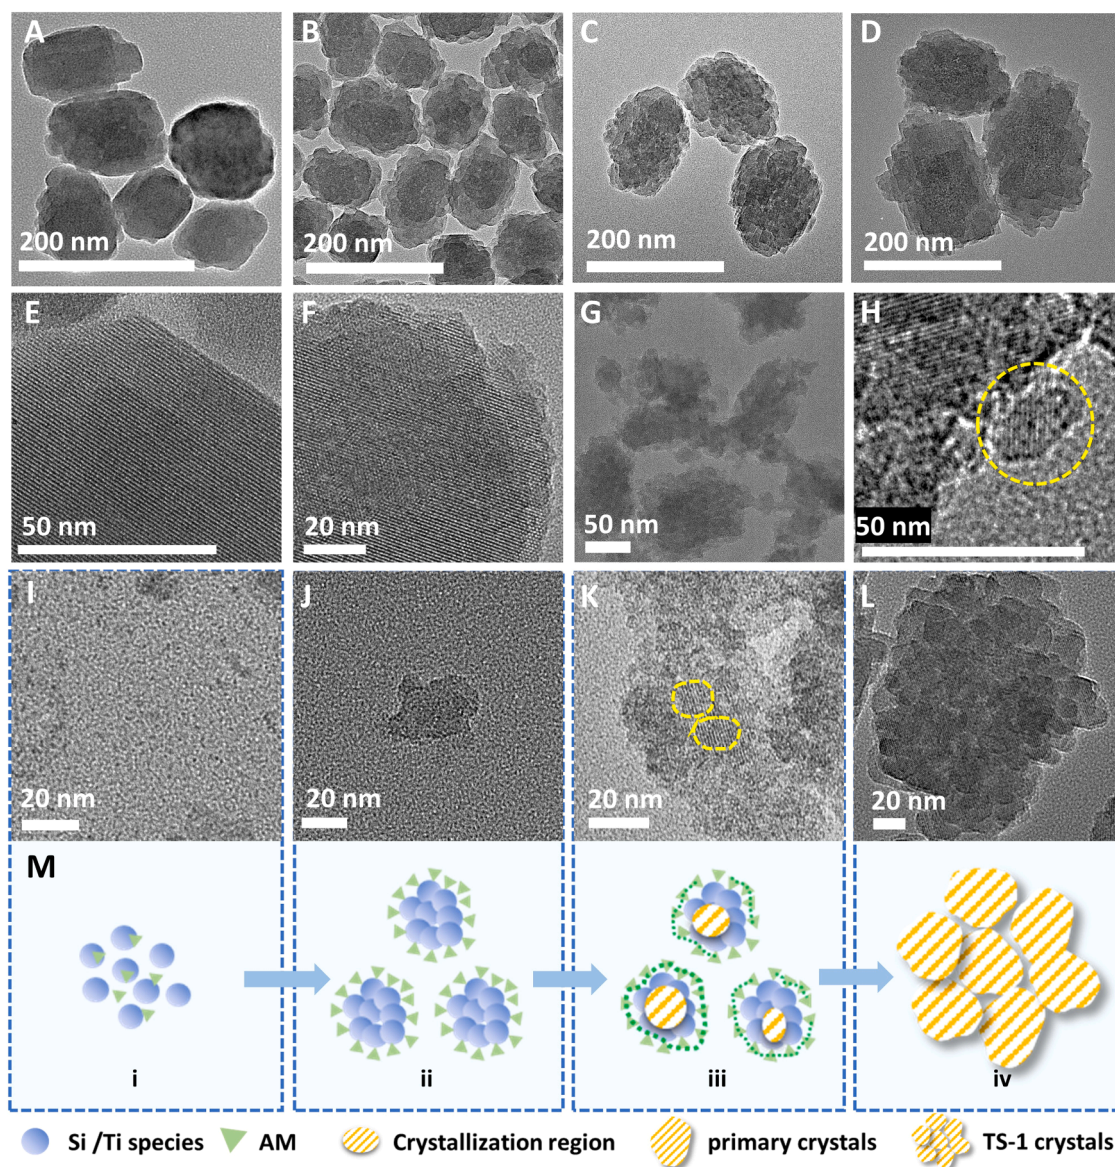 A
B
C
D
200 nm
200 nm
200 nm
200 nm
E
F
G
H
50 nm
20 nm
50 nm
50 nm
I
J
K
L
20 nm
20 nm
20 nm
20 nm
M
i
ii
iii
iv
Si /Ti species
AM
Crystallization region
primary crystals
TS-1 crystals